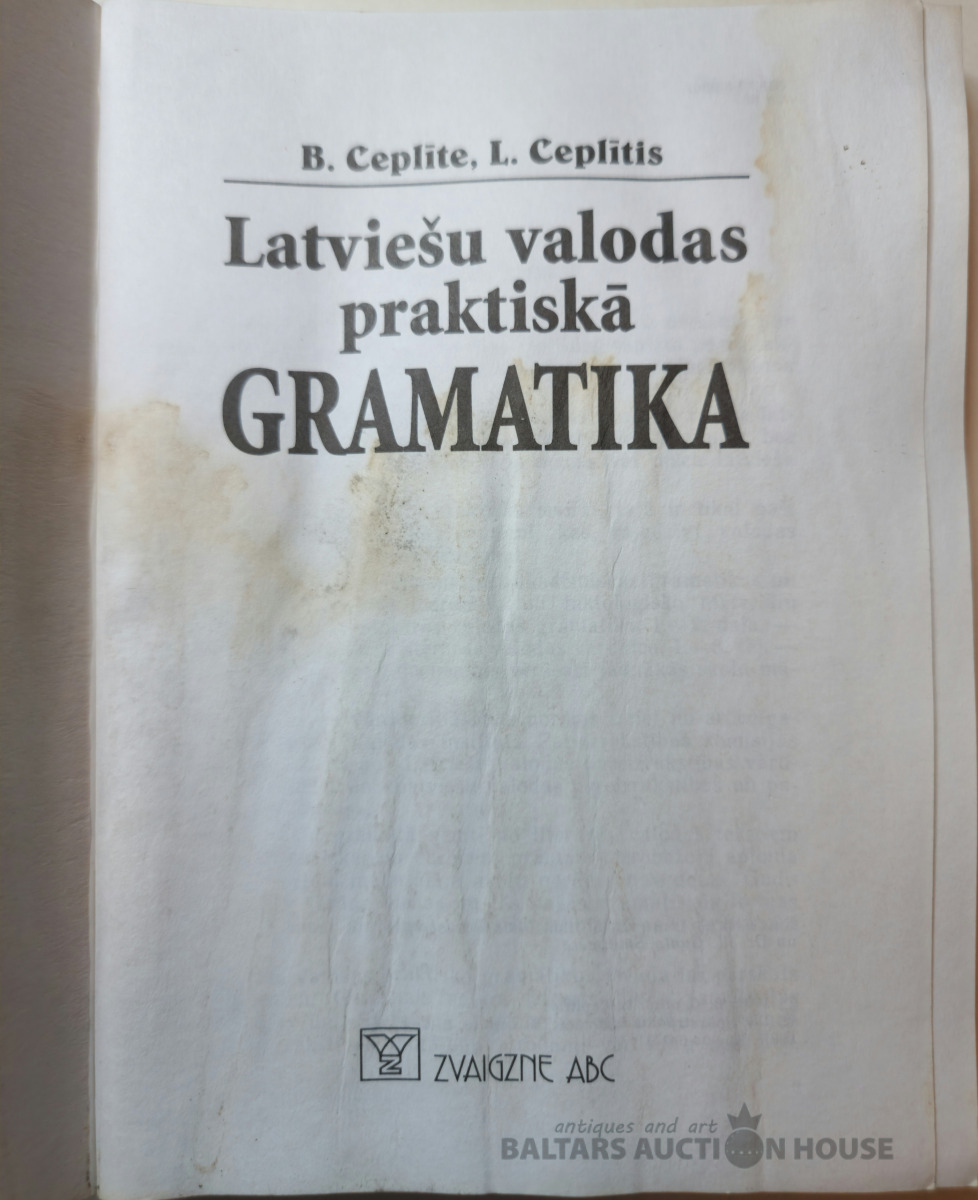 B. Ceplīte, L. Ceplītis
Latviešu valodas
praktiskā
GRAMATIKA
ZVAIGZNE ABC
antiques and art
BALTARS AUCTION HOUSE